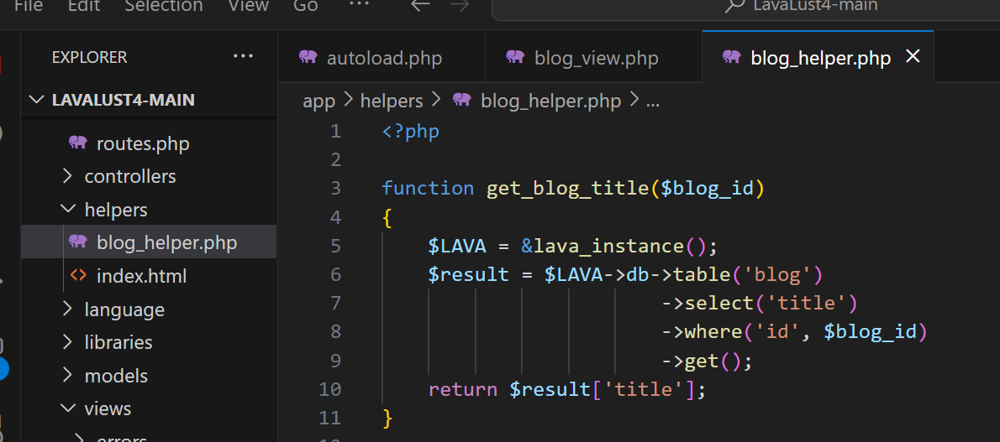 File Edit Selection View Go ...
LavaLust4-main
EXPLORER ...
LAVALUST4-MAIN
routes.php
controllers
helpers
blog_helper.php
index.html
language
libraries
models
views
errors
autoload.php blog_view.php blog_helper.php
app > helpers > blog_helper.php > ...
1 <?php
2
3 function get_blog_title($blog_id)
4 {
5 $LAVA = &lava_instance();
6 $result = $LAVA->db->table('blog')
7 ->select('title')
8 ->where('id', $blog_id)
9 ->get();
10 return $result['title'];
11 }
12